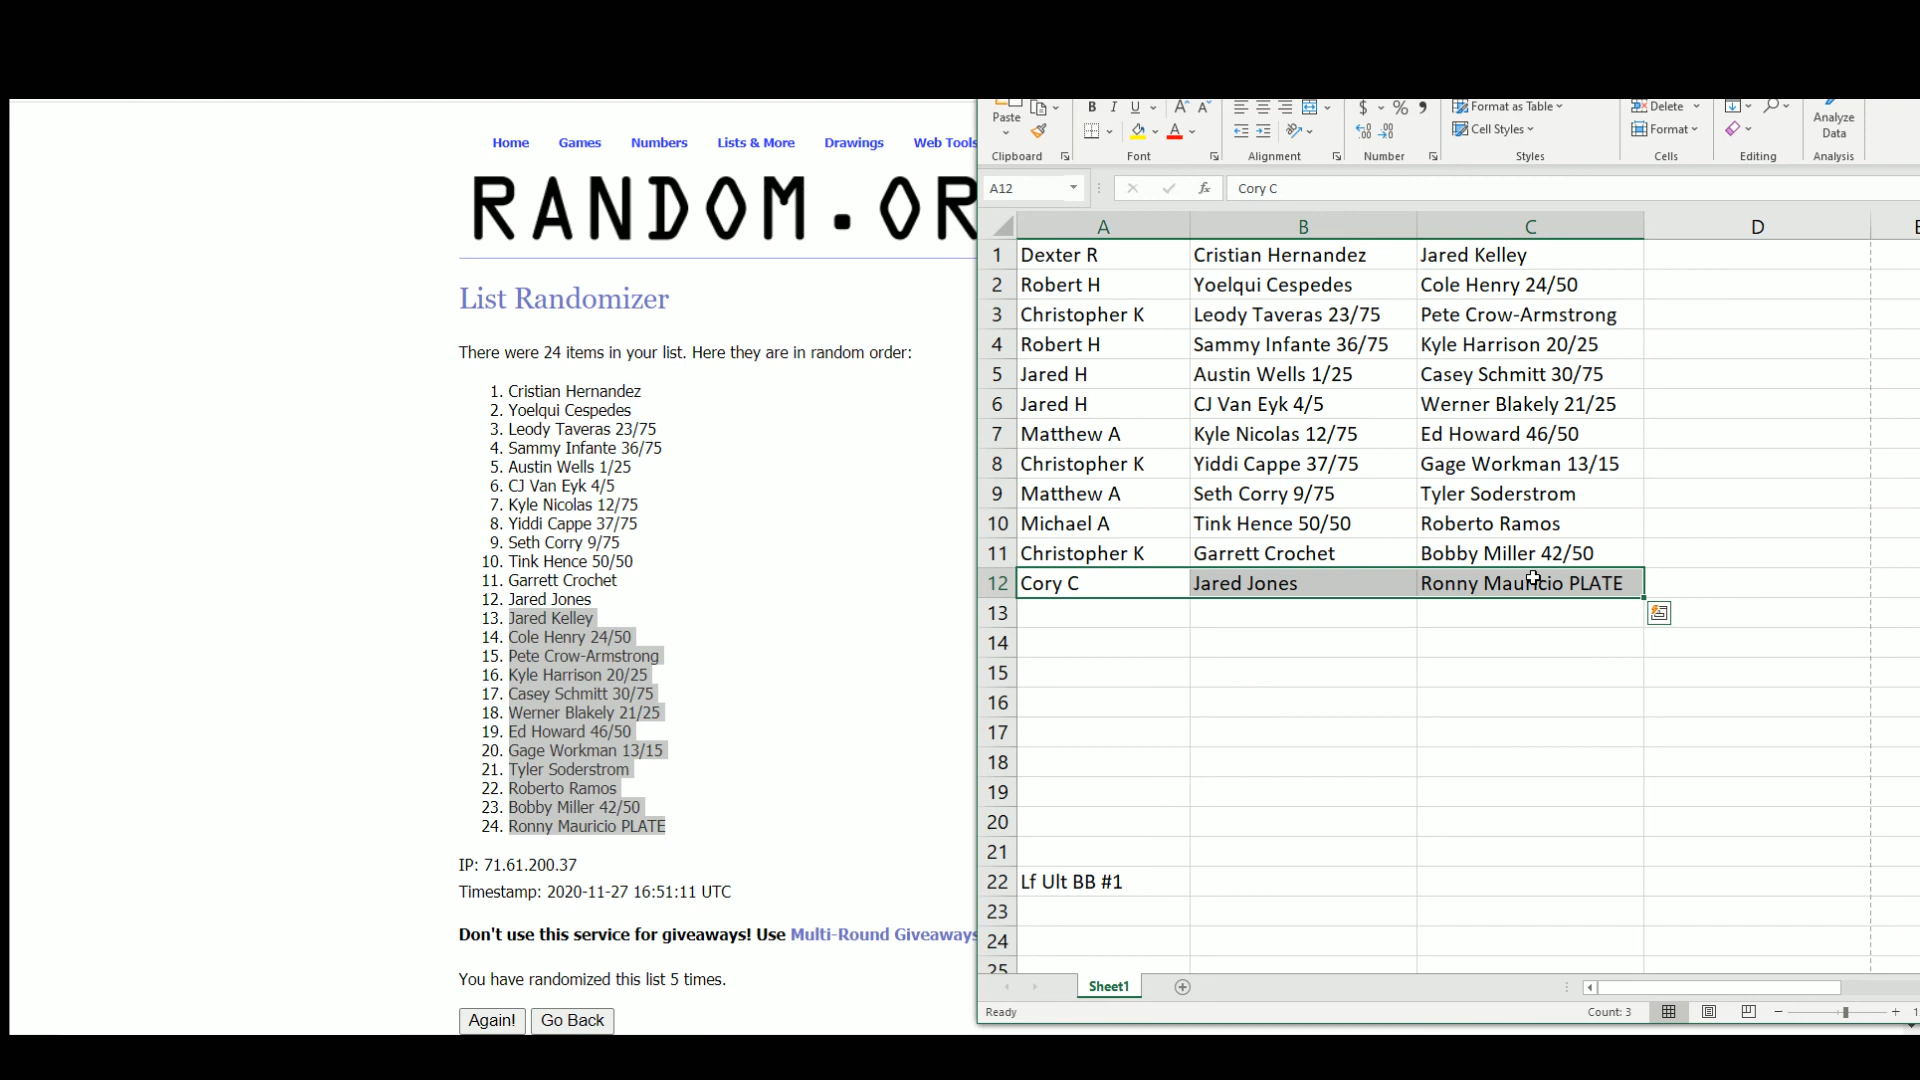 Home Games Numbers Lists & More Drawings Web Tools
RANDOM.OR
List Randomizer
There were 24 items in your list. Here they are in random order:
1. Cristian Hernandez
2. Yoelqui Cespedes
3. Leody Taveras 23/75
4. Sammy Infante 36/75
5. Austin Wells 1/25
6. CJ Van Eyk 4/5
7. Kyle Nicolas 12/75
8. Yiddi Cappe 37/75
9. Seth Corry 9/75
10. Tink Hence 50/50
11. Garrett Crochet
12. Jared Jones
13. Jared Kelley
14. Cole Henry 24/50
15. Pete Crow-Armstrong
16. Kyle Harrison 20/25
17. Casey Schmitt 30/75
18. Werner Blakely 21/25
19. Ed Howard 46/50
20. Gage Workman 13/15
21. Tyler Soderstrom
22. Roberto Ramos
23. Bobby Miller 42/50
24. Ronny Mauricio PLATE
IP: 71.61.200.37
Timestamp: 2020-11-27 16:51:11 UTC
Don't use this service for giveaways! Use Multi-Round Giveaways
You have randomized this list 5 times.
Again! Go Back
Paste B I U A A $ % Format as Table Delete Analyze
A Cell Styles Format Data
Clipboard Font Alignment Number Styles Cells Editing Analysis
A12 fx Cory C
A B C D
1 Dexter R Cristian Hernandez Jared Kelley
2 Robert H Yoelqui Cespedes Cole Henry 24/50
3 Christopher K Leody Taveras 23/75 Pete Crow-Armstrong
4 Robert H Sammy Infante 36/75 Kyle Harrison 20/25
5 Jared H Austin Wells 1/25 Casey Schmitt 30/75
6 Jared H CJ Van Eyk 4/5 Werner Blakely 21/25
7 Matthew A Kyle Nicolas 12/75 Ed Howard 46/50
8 Christopher K Yiddi Cappe 37/75 Gage Workman 13/15
9 Matthew A Seth Corry 9/75 Tyler Soderstrom
10 Michael A Tink Hence 50/50 Roberto Ramos
11 Christopher K Garrett Crochet Bobby Miller 42/50
12 Cory C Jared Jones Ronny Mauricio PLATE
13
14
15
16
17
18
19
20
21
22 Lf Ult BB #1
23
24
25
Sheet1
Ready Count: 3